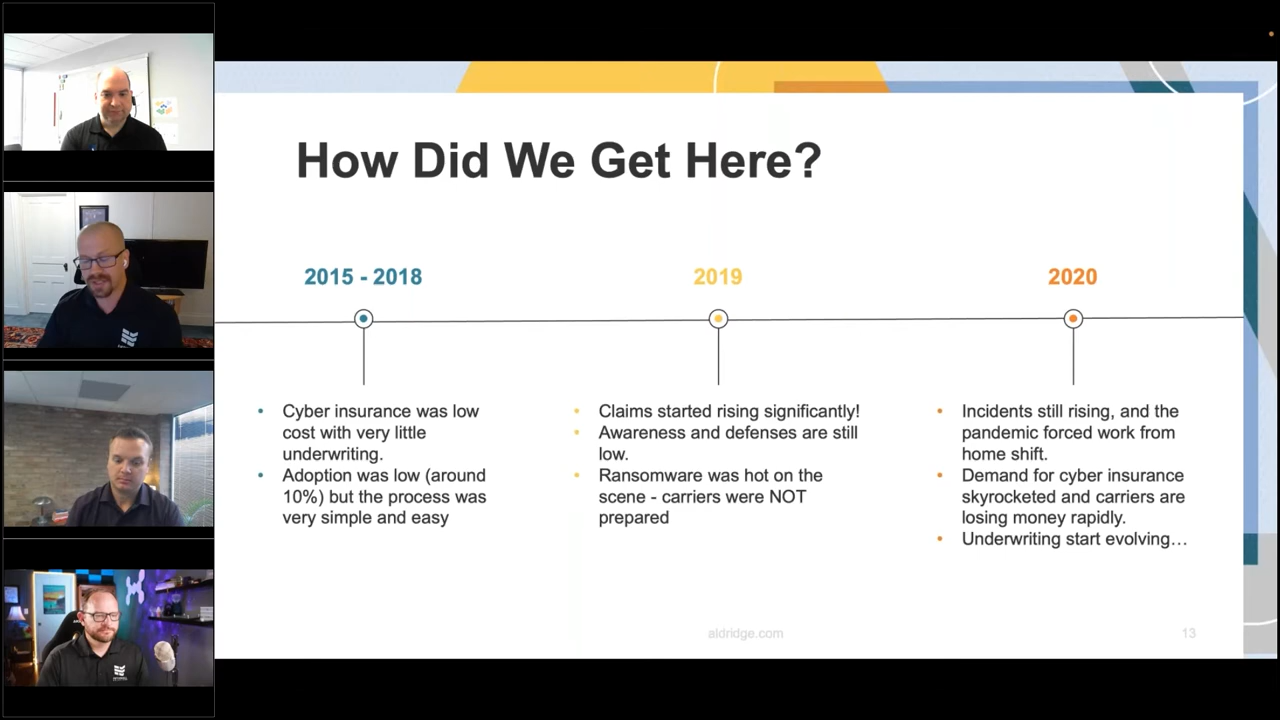 How Did We Get Here?
2015 - 2018
2019
2020
• Cyber insurance was low
cost with very little
underwriting.
• Adoption was low (around
10%) but the process was
very simple and easy
• Claims started rising significantly!
• Awareness and defenses are still
low.
• Ransomware was hot on the
scene - carriers were NOT
prepared
• Incidents still rising, and the
pandemic forced work from
home shift.
• Demand for cyber insurance
skyrocketed and carriers are
losing money rapidly.
• Underwriting start evolving…
aldridge.com
13